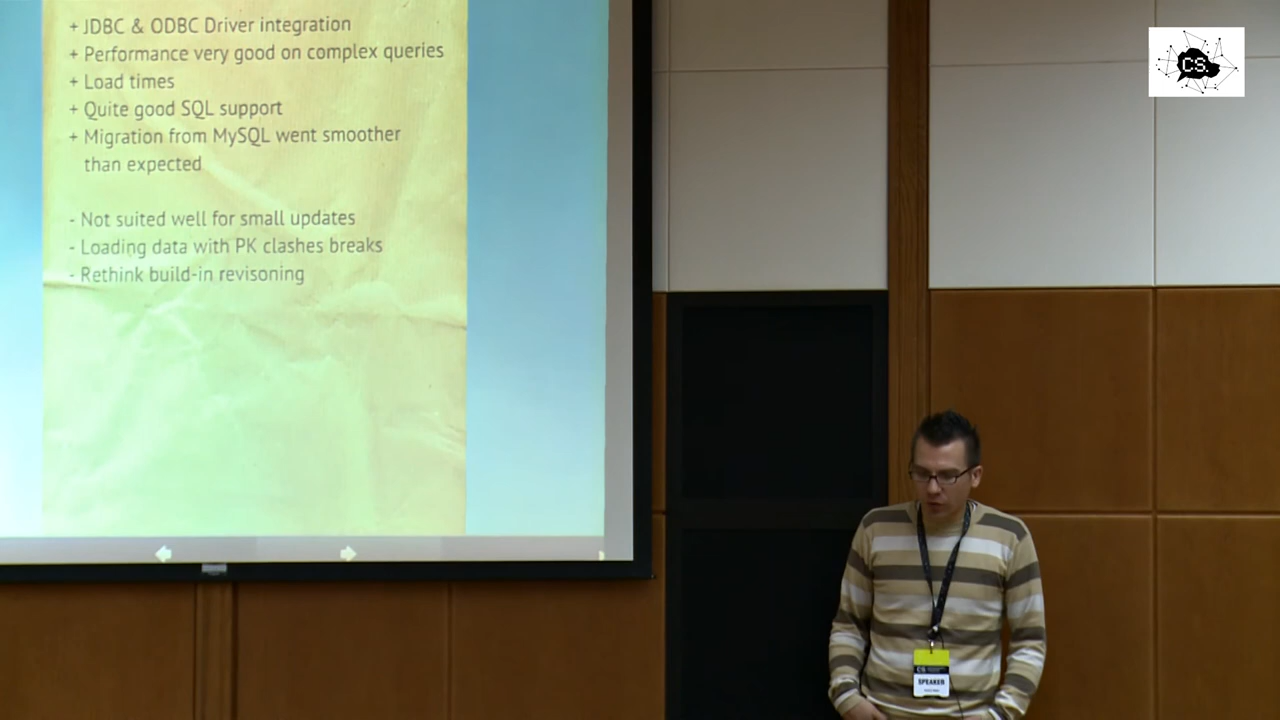 + JDBC & ODBC Driver integration
+ Performance very good on complex queries
+ Load times
+ Quite good SQL support
+ Migration from MySQL went smoother
than expected
- Not suited well for small updates
- Loading data with PK clashes breaks
- Rethink build-in revisoning
CS.
SPEAKER